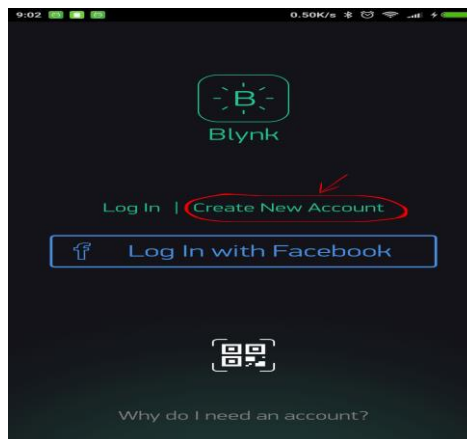 9:02 0.50K/s
B
Blynk
Log In | Create New Account
f Log In with Facebook
Why do I need an account?